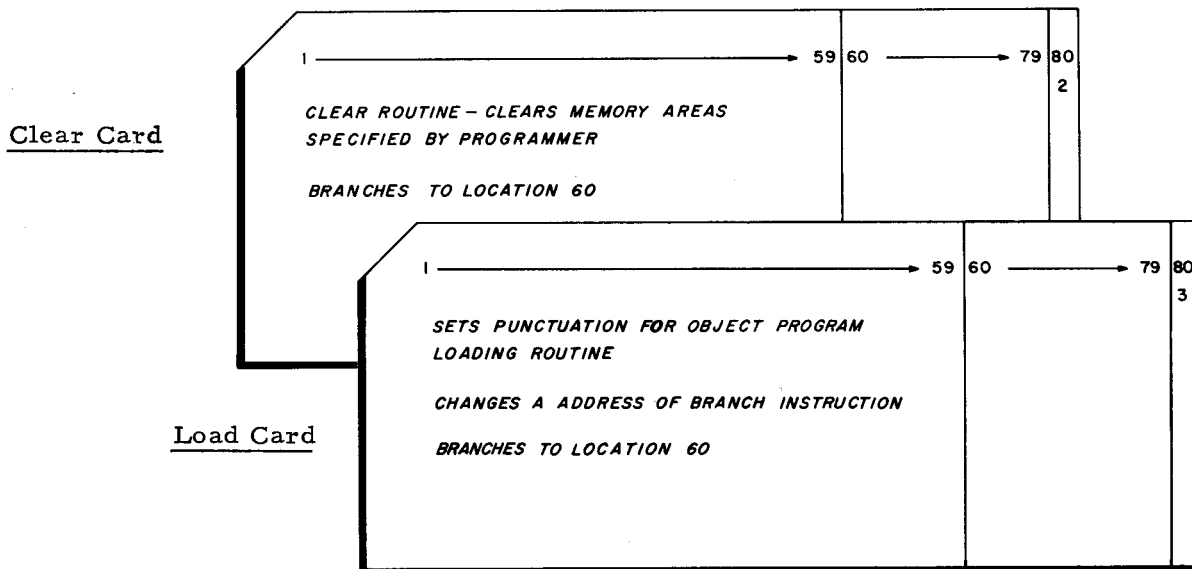 1 59 60 79 80
2
Clear Card
CLEAR ROUTINE – CLEARS MEMORY AREAS
SPECIFIED BY PROGRAMMER
BRANCHES TO LOCATION 60
1 59 60 79 80
3
SETS PUNCTUATION FOR OBJECT PROGRAM
LOADING ROUTINE
CHANGES A ADDRESS OF BRANCH INSTRUCTION
Load Card
BRANCHES TO LOCATION 60